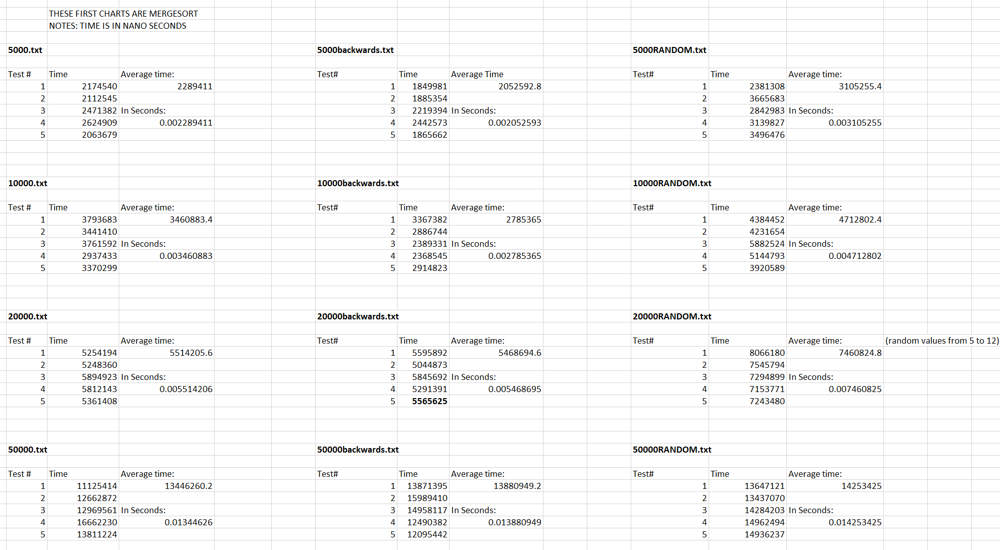 THESE FIRST CHARTS ARE MERGESORT
NOTES: TIME IS IN NANO SECONDS
5000.txt 5000backwards.txt 5000RANDOM.txt
Test # Time Average time: Test# Time Average Time Test# Time Average time:
1 2174540 2289411 1 1849981 2052592.8 1 2381308 3105255.4
2 2112545 2 1885354 2 3665683
3 2471382 In Seconds: 3 2219394 In Seconds: 3 2842983 In Seconds:
4 2624909 0.002289411 4 2442573 0.002052593 4 3139827 0.003105255
5 2063679 5 1865662 5 3496476
10000.txt 10000backwards.txt 10000RANDOM.txt
Test # Time Average time: Test# Time Average time: Test# Time Average time:
1 3793683 3460883.4 1 3367382 2785365 1 4384452 4712802.4
2 3441410 2 2886744 2 4231654
3 3761592 In Seconds: 3 2389331 In Seconds: 3 5882524 In Seconds:
4 2937433 0.003460883 4 2368545 0.002785365 4 5144793 0.004712802
5 3370299 5 2914823 5 3920589
20000.txt 20000backwards.txt 20000RANDOM.txt
Test # Time Average time: Test# Time Average time: Test# Time Average time: (random values from 5 to 12)
1 5254194 5514205.6 1 5595892 5468694.6 1 8066180 7460824.8
2 5248360 2 5044873 2 7545794
3 5894923 In Seconds: 3 5845692 In Seconds: 3 7294899 In Seconds:
4 5812143 0.005514206 4 5291391 0.005468695 4 7153771 0.007460825
5 5361408 5 5565625 5 7243480
50000.txt 50000backwards.txt 50000RANDOM.txt
Test # Time Average time: Test# Time Average time: Test# Time Average time:
1 11125414 13446260.2 1 13871395 13880949.2 1 13647121 14253425
2 12662872 2 15989410 2 13437070
3 12969561 In Seconds: 3 14958117 In Seconds: 3 14284203 In Seconds:
4 16662230 0.01344626 4 12490382 0.013880949 4 14962494 0.014253425
5 13811224 5 12095442 5 14936237